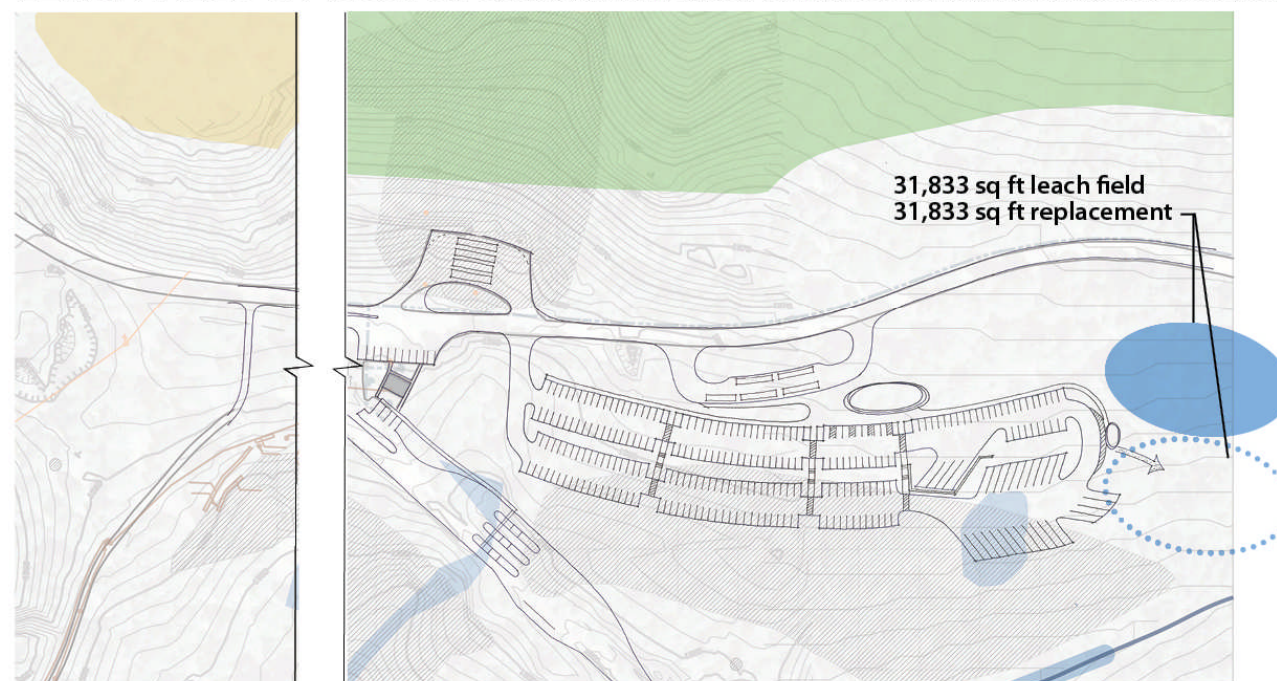 31,833 sq ft leach field
31,833 sq ft replacement